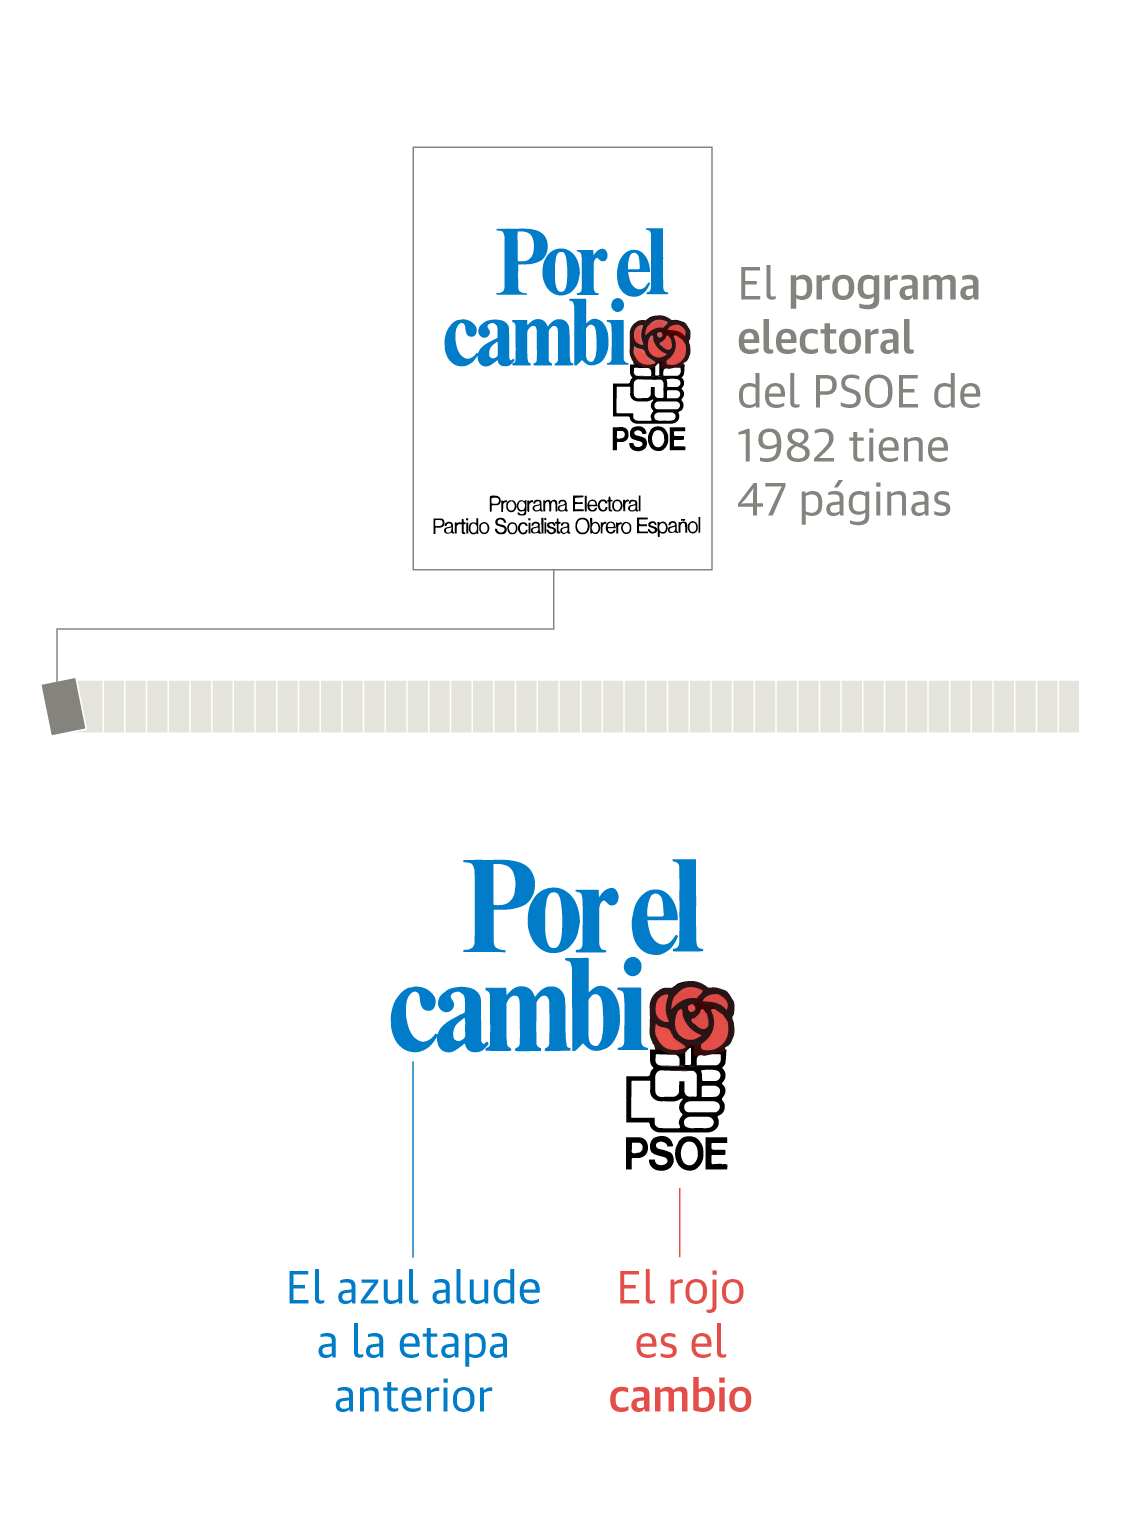 Por el
cambi
PSOE
Programa Electoral
Partido Socialista Obrero Español
El programa
electoral
del PSOE de
1982 tiene
47 páginas
Por el
cambi
PSOE
El azul alude
a la etapa
anterior
El rojo
es el
cambio